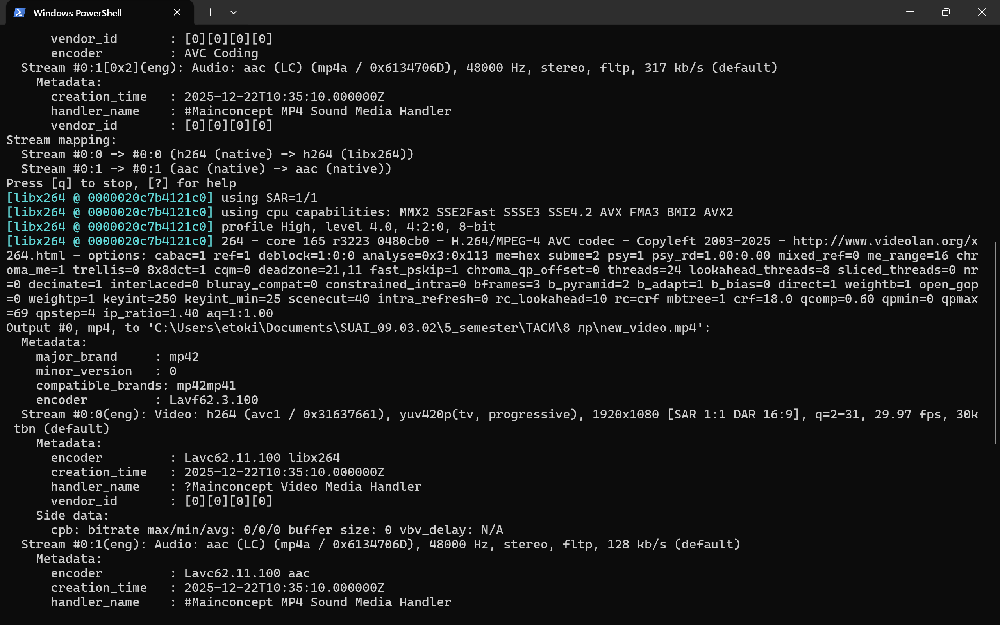 Windows PowerShell
vendor_id       : [0][0][0][0]
encoder         : AVC Coding
Stream #0:1[0x2](eng): Audio: aac (LC) (mp4a / 0x6134706D), 48000 Hz, stereo, fltp, 317 kb/s (default)
Metadata:
creation_time   : 2025-12-22T10:35:10.000000Z
handler_name    : #Mainconcept MP4 Sound Media Handler
vendor_id       : [0][0][0][0]
Stream mapping:
Stream #0:0 -> #0:0 (h264 (native) -> h264 (libx264))
Stream #0:1 -> #0:1 (aac (native) -> aac (native))
Press [q] to stop, [?] for help
[libx264 @ 0000020c7b4121c0] using SAR=1/1
[libx264 @ 0000020c7b4121c0] using cpu capabilities: MMX2 SSE2Fast SSSE3 SSE4.2 AVX FMA3 BMI2 AVX2
[libx264 @ 0000020c7b4121c0] profile High, level 4.0, 4:2:0, 8-bit
[libx264 @ 0000020c7b4121c0] 264 - core 165 r3223 0480cb0 - H.264/MPEG-4 AVC codec - Copyleft 2003-2025 - http://www.videolan.org/x
264.html - options: cabac=1 ref=1 deblock=1:0:0 analyse=0x3:0x113 me=hex subme=2 psy=1 psy_rd=1.00:0.00 mixed_ref=0 me_range=16 chr
oma_me=1 trellis=0 8x8dct=1 cqm=0 deadzone=21,11 fast_pskip=1 chroma_qp_offset=0 threads=24 lookahead_threads=8 sliced_threads=0 nr
=0 decimate=1 interlaced=0 bluray_compat=0 constrained_intra=0 bframes=3 b_pyramid=2 b_adapt=1 b_bias=0 direct=1 weightb=1 open_gop
=0 weightp=1 keyint=250 keyint_min=25 scenecut=40 intra_refresh=0 rc_lookahead=10 rc=crf mbtree=1 crf=18.0 qcomp=0.60 qpmin=0 qpmax
=69 qpstep=4 ip_ratio=1.40 aq=1:1.00
Output #0, mp4, to 'C:\Users\etoki\Documents\SUAI_09.03.02\5_semester\ТАСИ\8 лр\new_video.mp4':
Metadata:
major_brand     : mp42
minor_version   : 0
compatible_brands: mp42mp41
encoder         : Lavf62.3.100
Stream #0:0(eng): Video: h264 (avc1 / 0x31637661), yuv420p(tv, progressive), 1920x1080 [SAR 1:1 DAR 16:9], q=2-31, 29.97 fps, 30k
tbn (default)
Metadata:
encoder         : Lavc62.11.100 libx264
creation_time   : 2025-12-22T10:35:10.000000Z
handler_name    : ?Mainconcept Video Media Handler
vendor_id       : [0][0][0][0]
Side data:
cpb: bitrate max/min/avg: 0/0/0 buffer size: 0 vbv_delay: N/A
Stream #0:1(eng): Audio: aac (LC) (mp4a / 0x6134706D), 48000 Hz, stereo, fltp, 128 kb/s (default)
Metadata:
encoder         : Lavc62.11.100 aac
creation_time   : 2025-12-22T10:35:10.000000Z
handler_name    : #Mainconcept MP4 Sound Media Handler